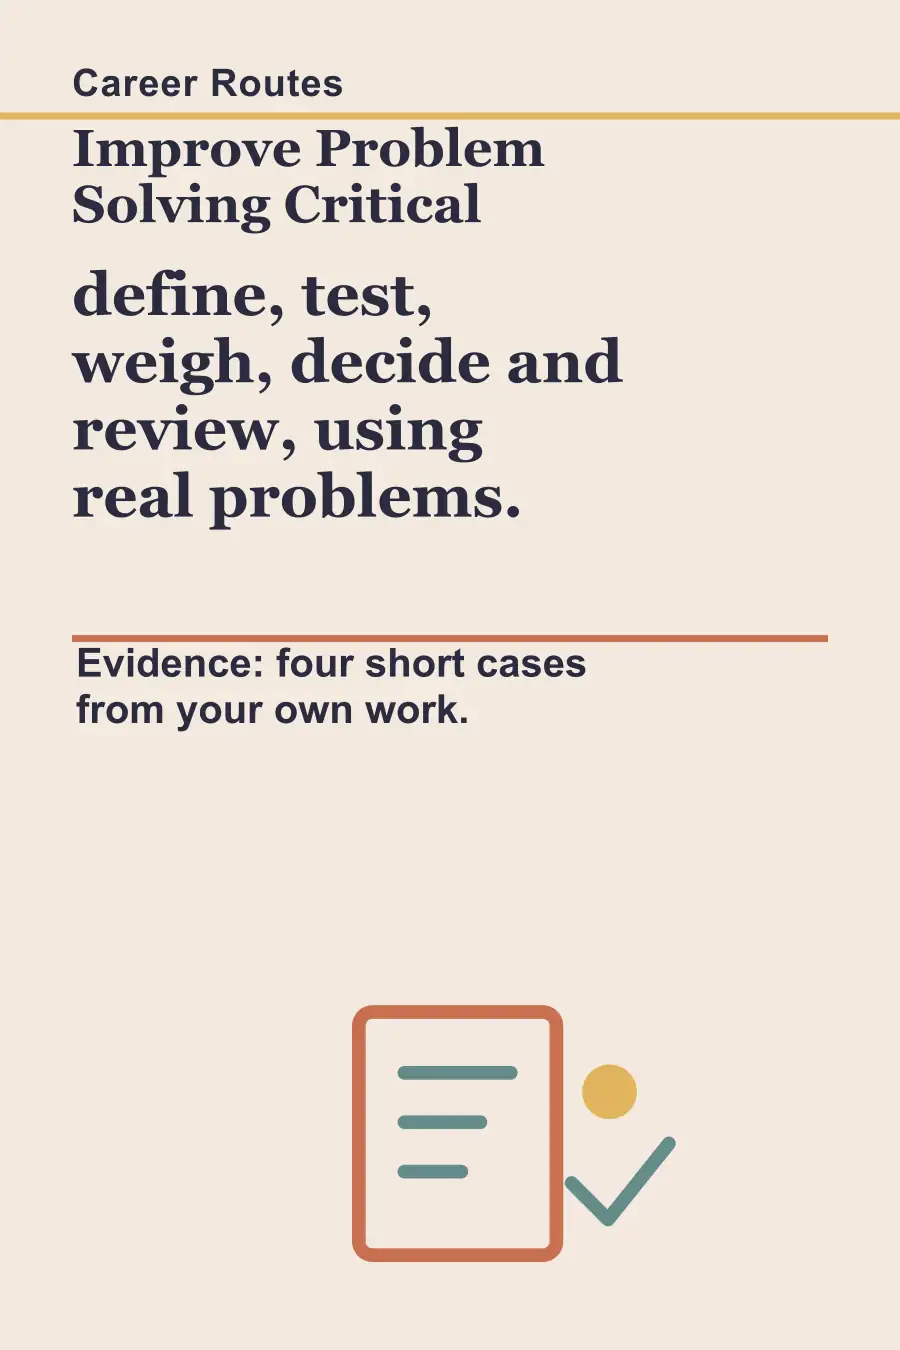 Career Routes
Improve Problem
Solving Critical
define, test,
weigh, decide and
review, using
real problems.
Evidence: four short cases
from your own work.